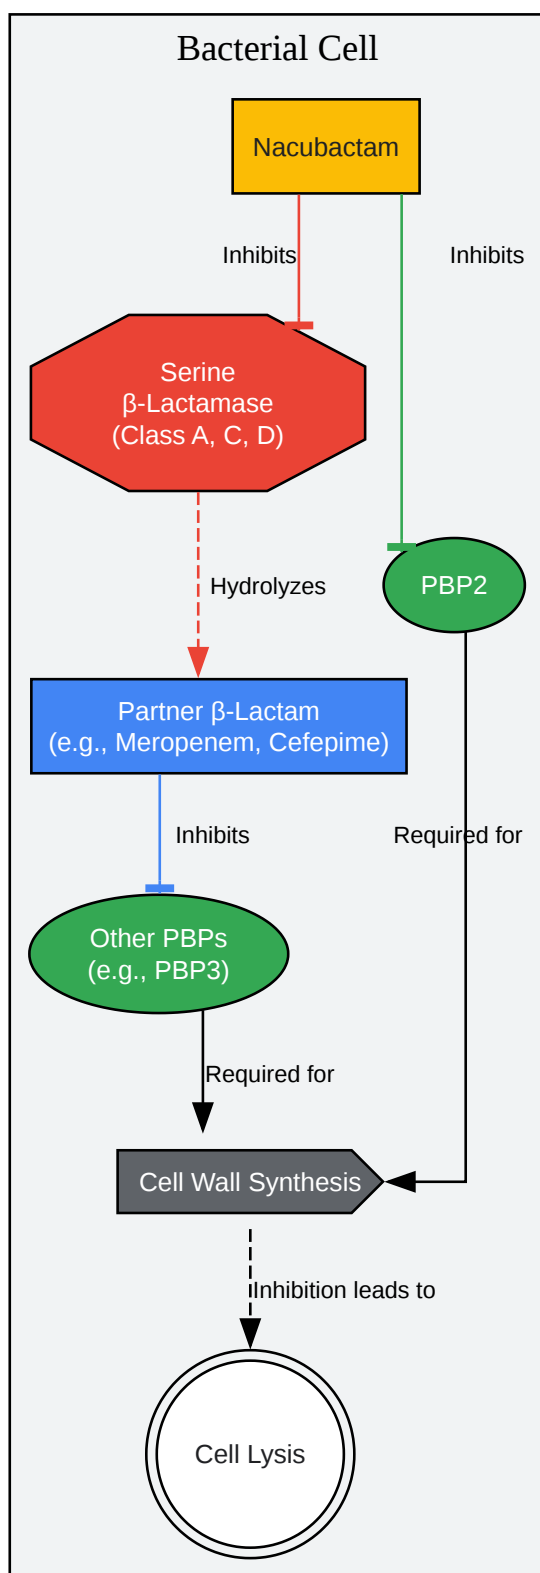 Bacterial Cell
Nacubactam
Inhibits
Inhibits
Serine
β-Lactamase
(Class A, C, D)
Hydrolyzes
PBP2
Partner β-Lactam
(e.g., Meropenem, Cefepime)
Inhibits
Required for
Other PBPs
(e.g., PBP3)
Required for
Cell Wall Synthesis
Inhibition leads to
Cell Lysis